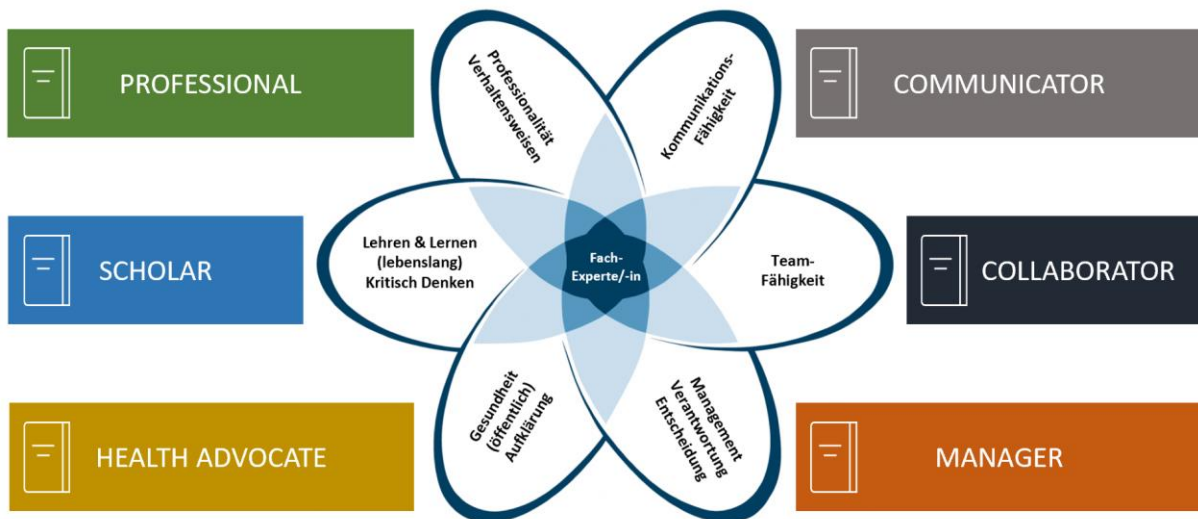 PROFESSIONAL
Professionalität
Verhaltensweisen
Kommunikations-
Fähigkeit
COMMUNICATOR
SCHOLAR
Lehren & Lernen
(lebenslang)
Kritisch Denken
Fach-
Experte/-in
Team-
Fähigkeit
COLLABORATOR
HEALTH ADVOCATE
Gesundheit
(öffentlich)
Aufklärung
Management
Verantwortung
Entscheidung
MANAGER